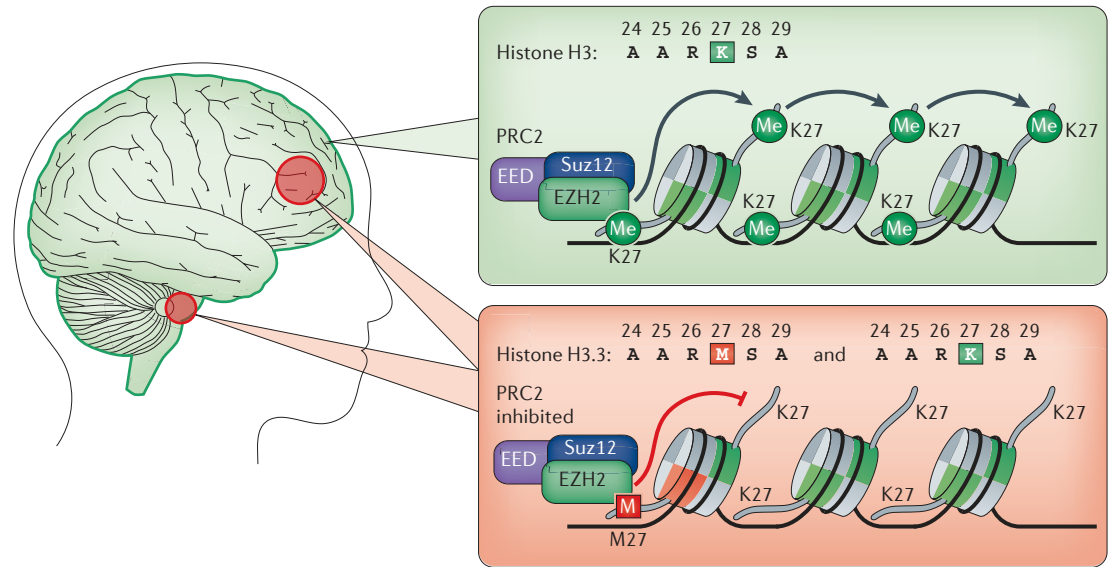 24 25 26 27 28 29
Histone H3: A A R K S A
PRC2
EED
Suz12
EZH2
Me K27
Me K27
Me K27
Me
K27
K27
Me
K27
Me
24 25 26 27 28 29 24 25 26 27 28 29
Histone H3.3: A A R M S A and A A R K S A
PRC2
inhibited
EED
Suz12
EZH2
K27
K27
K27
M
M27
K27
K27